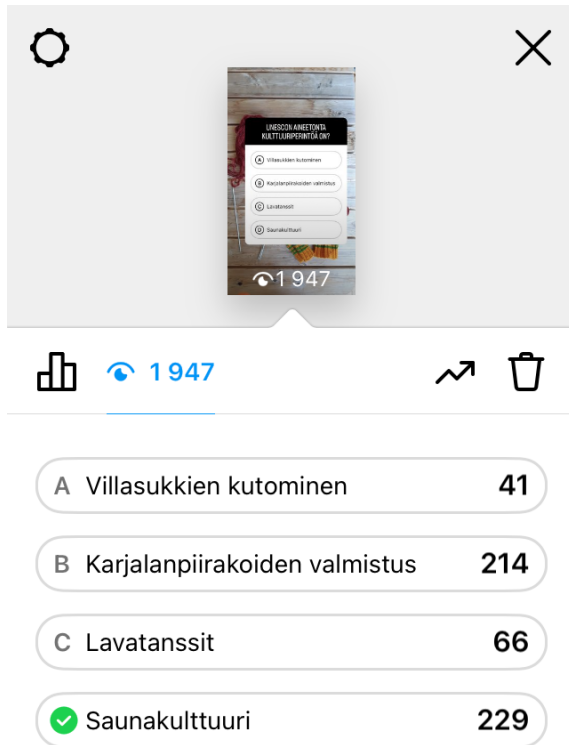 UNESCON AINEETONTA
KULTTUURIPERINTÖÄ ON?
A Villasukkien kutominen
B Karjalanpiirakoiden valmistus
C Lavatanssit
D Saunakulttuuri
1 947
1 947
A Villasukkien kutominen 41
B Karjalanpiirakoiden valmistus 214
C Lavatanssit 66
Saunakulttuuri 229